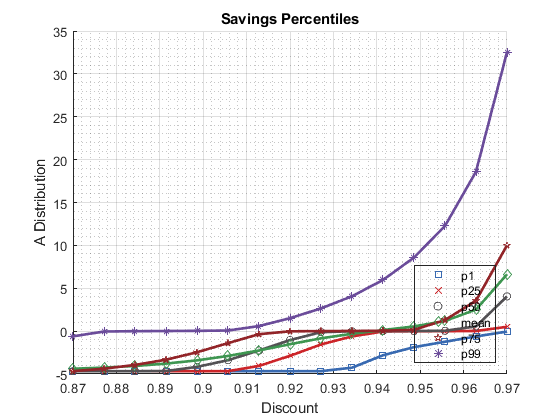 Savings Percentiles
35
30
25
20
15
10
5
0
-5
A Distribution
p1
p25
p50
mean
p75
p99
0.87 0.88 0.89 0.9 0.91 0.92 0.93 0.94 0.95 0.96 0.97
Discount